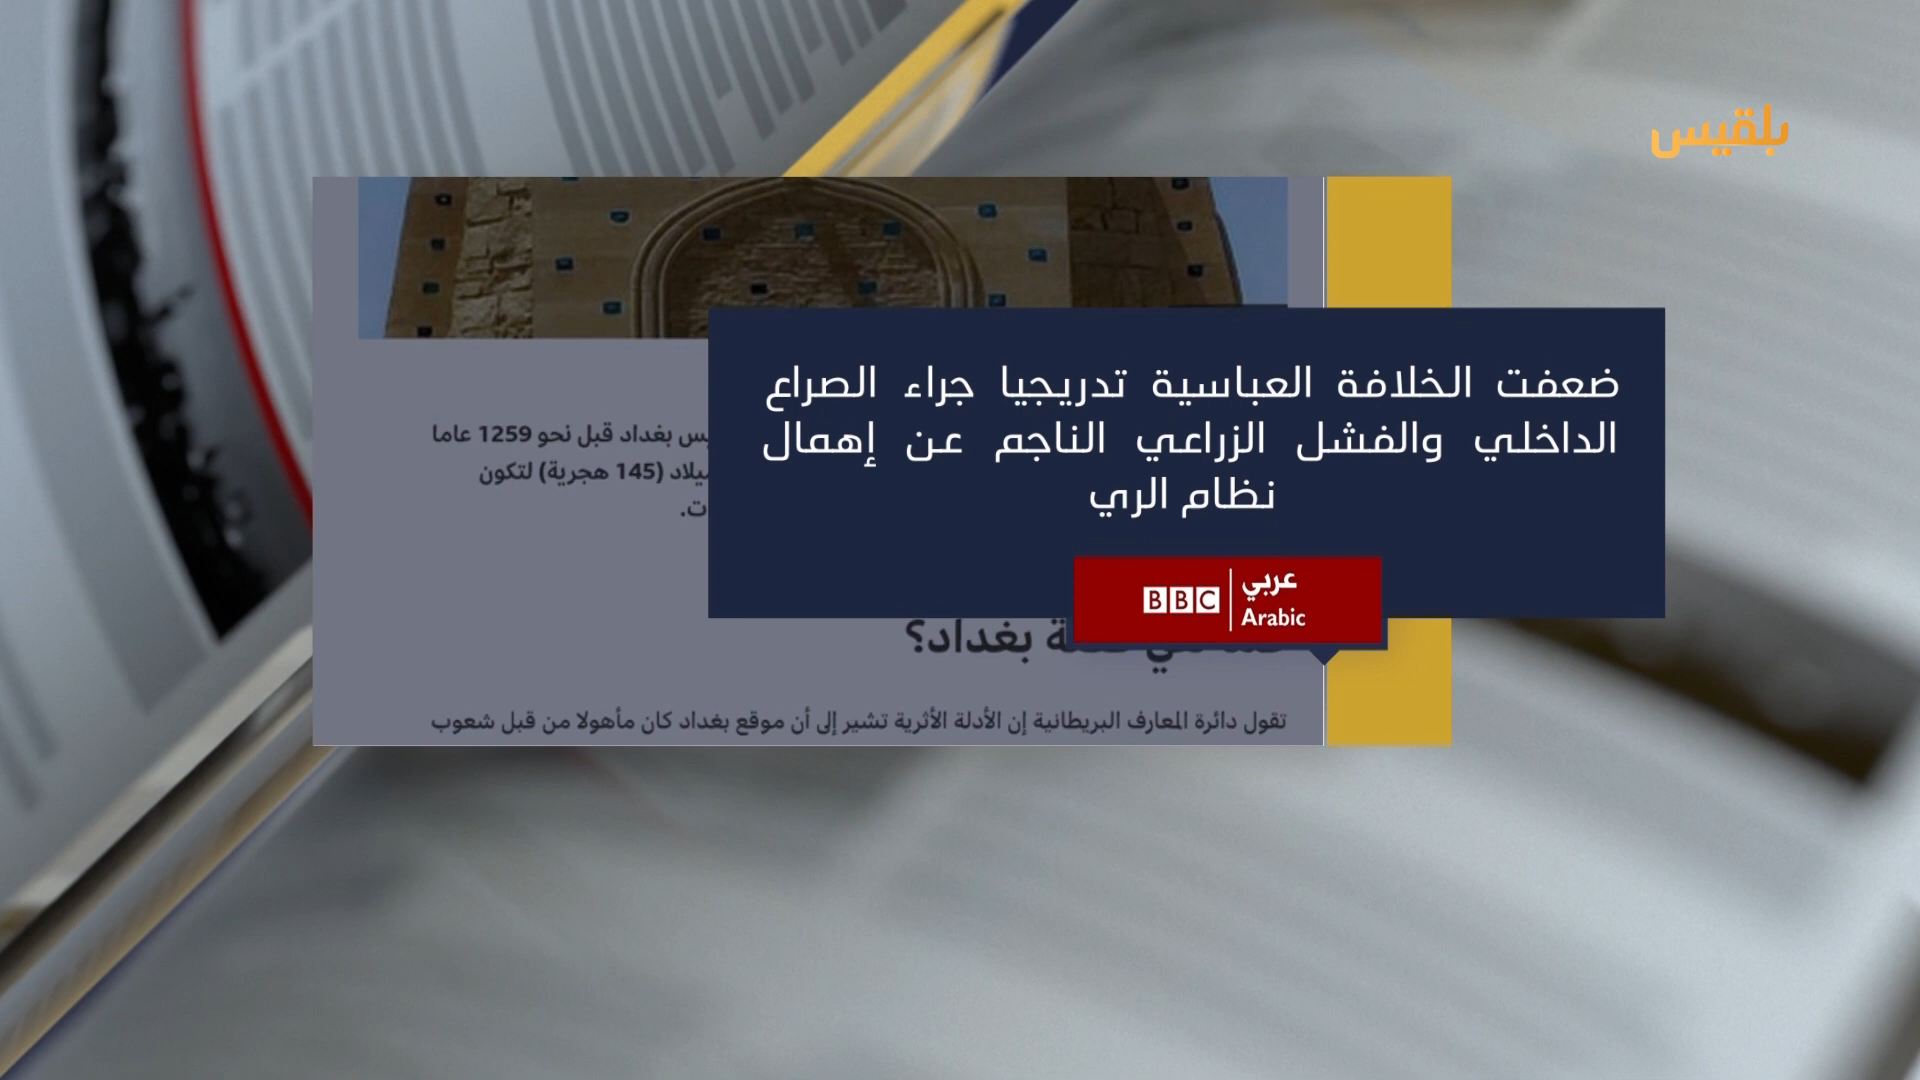 بلقيس
ضعفت الخلافة العباسية تدريجيا جراء الصراع
الداخلي والفشل الزراعي الناجم عن إهمال
نظام الري
BBC عربي
Arabic
بغداد قبل نحو 1259 عاما
(145 هجرية) لتكون
بغداد؟
تقول دائرة المعارف البريطانية إن الأدلة الأثرية تشير إلى أن موقع بغداد كان مأهولا من قبل شعوب